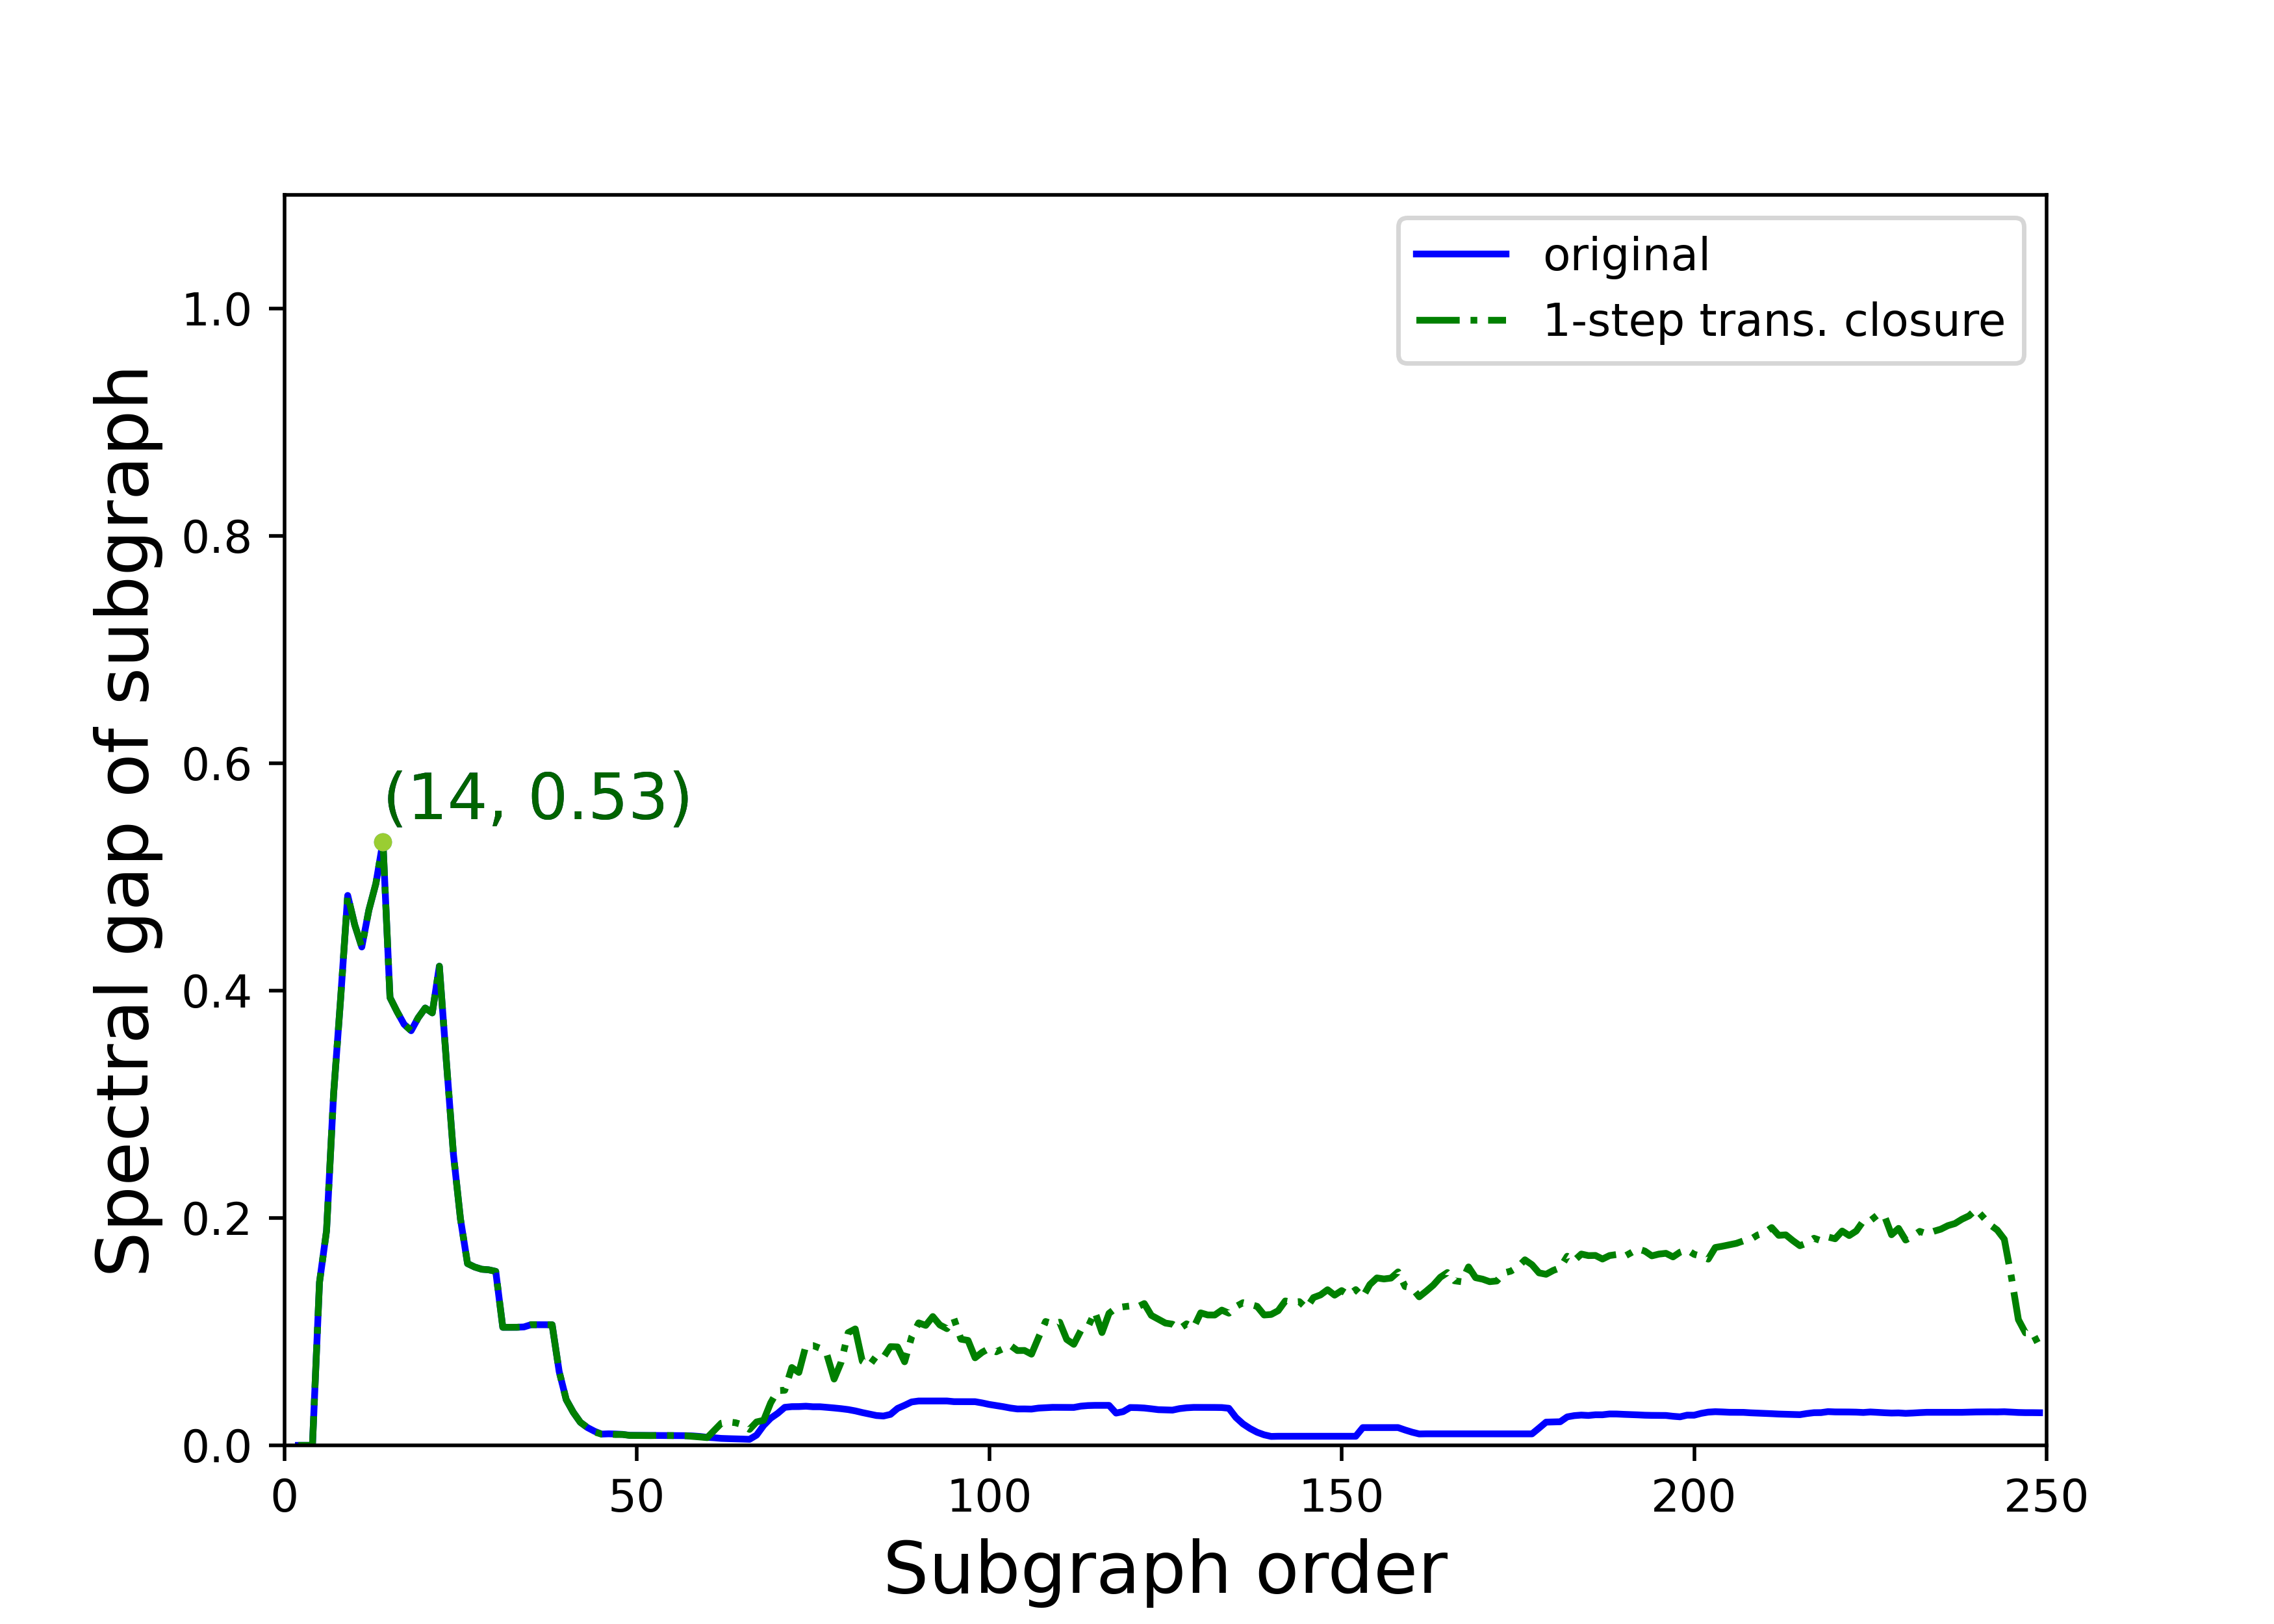 original
1-step trans. closure
Spectral gap of subgraph
1.0
0.8
0.6
0.4
0.2
0.0
(14, 0.53)
0 50 100 150 200 250
Subgraph order